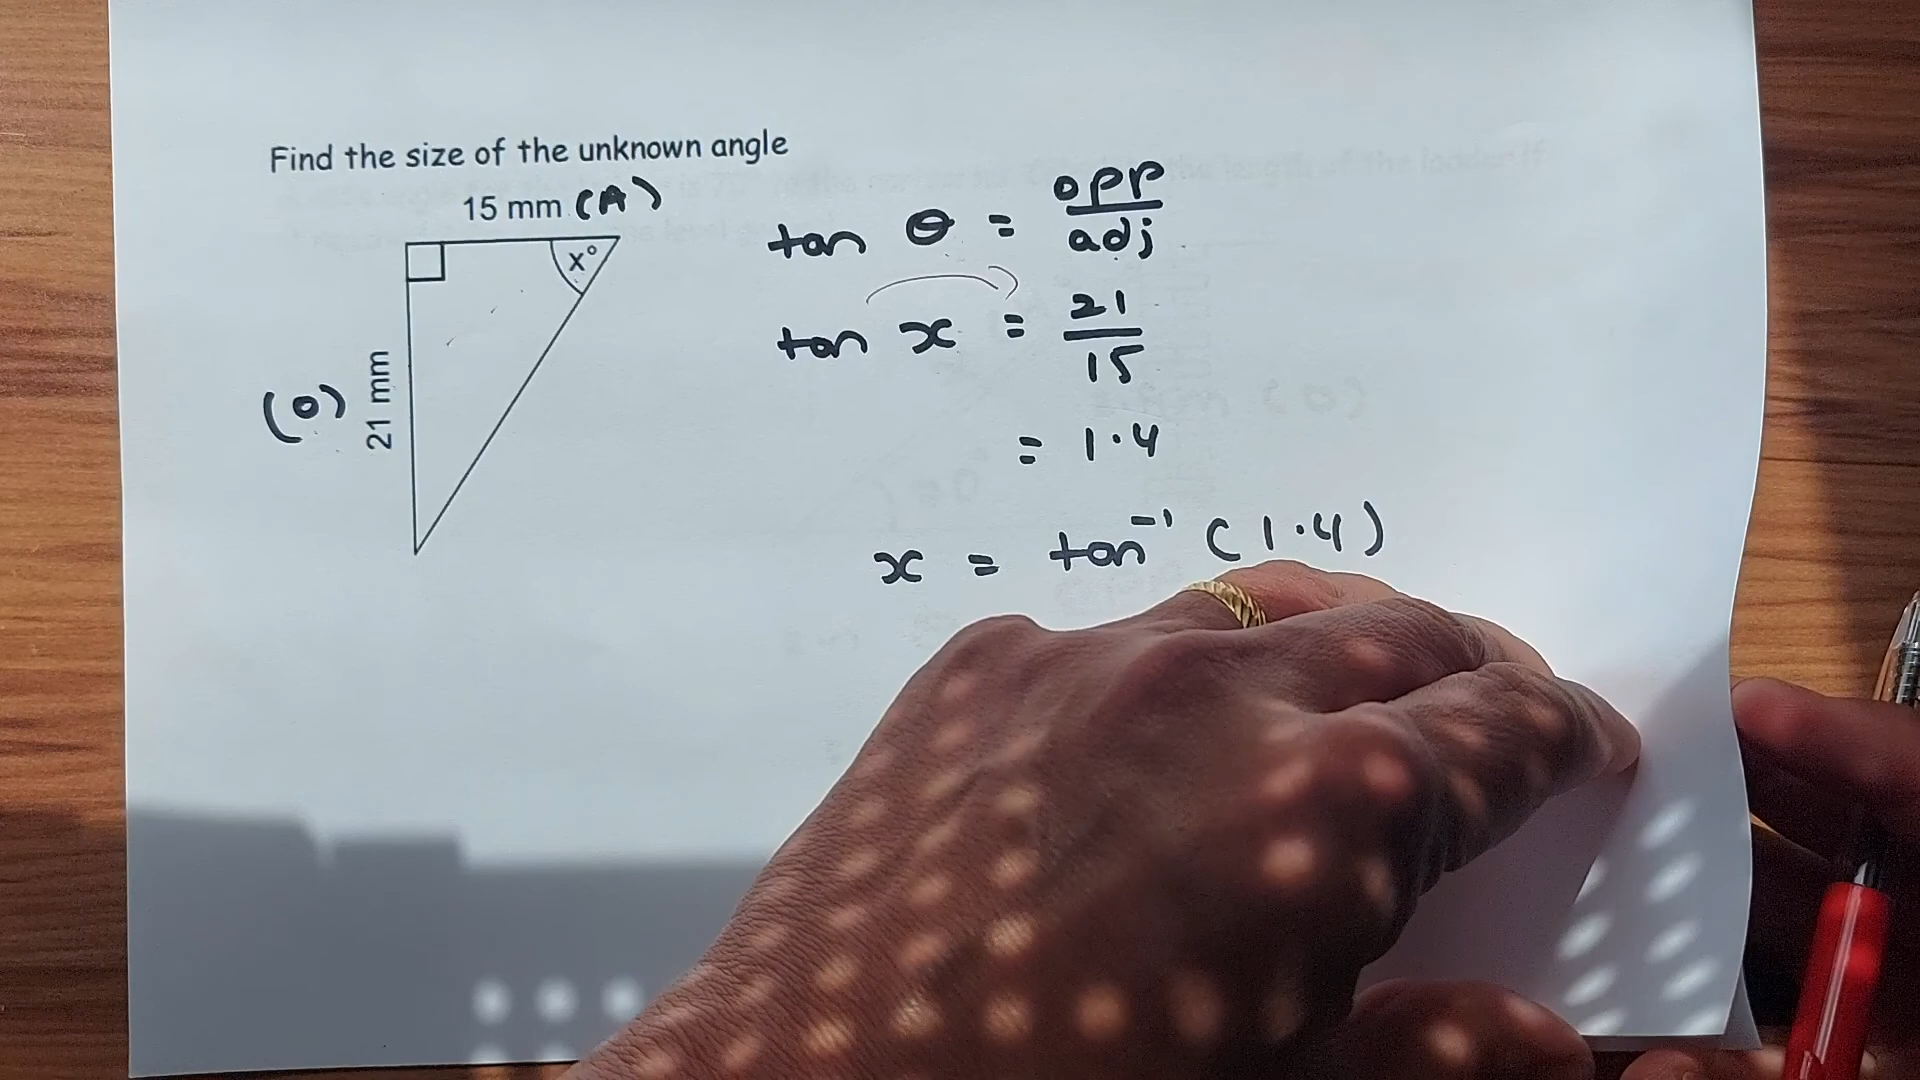 Find the size of the unknown angle
15 mm (A)
x°
(O) 21 mm
tan θ = opp/adj
tan x = 21/15
= 1.4
x = tan⁻¹ (1.4)